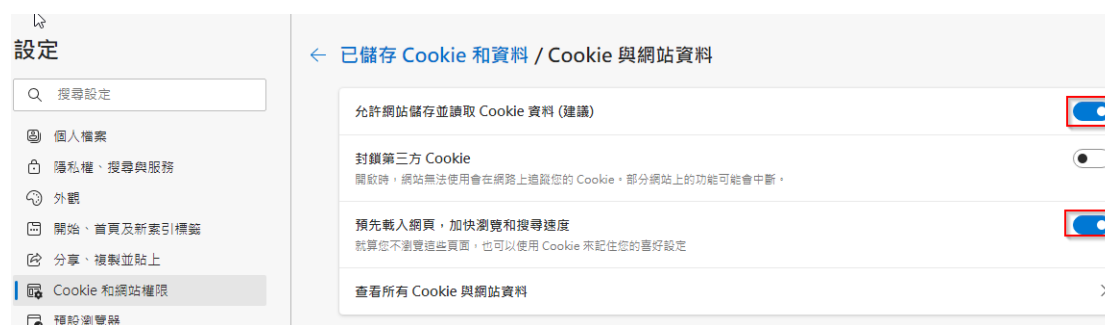 設定
搜尋設定
個人檔案
隱私權、搜尋與服務
外觀
開始、首頁及新索引標籤
分享、複製並貼上
Cookie 和網站權限
預設瀏覽器
已儲存 Cookie 和資料 / Cookie 與網站資料
允許網站儲存並讀取 Cookie 資料 (建議)
封鎖第三方 Cookie
開啟時，網站無法使用會在網路上追蹤您的 Cookie。部分網站上的功能可能會中斷。
預先載入網頁，加快瀏覽和搜尋速度
就算您不瀏覽這些頁面，也可以使用 Cookie 來記住您的喜好設定
查看所有 Cookie 與網站資料